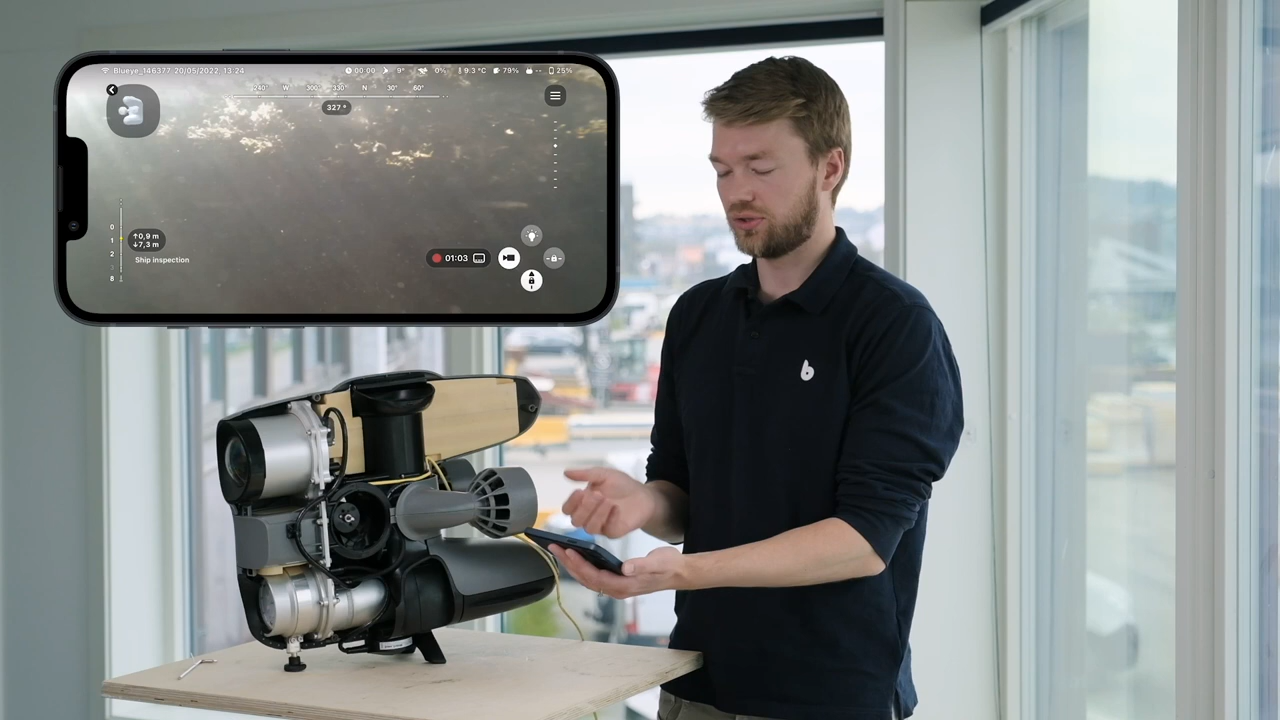 Blueye_146377 20/05/2022 13:24 00:00 9° 0% 9.3 °C 79% -- 25%
240° W 300° 330° N 30° 60°
327 °
0
1
2
8
↑0,9 m
↓7,3 m
Ship inspection
01:03
b